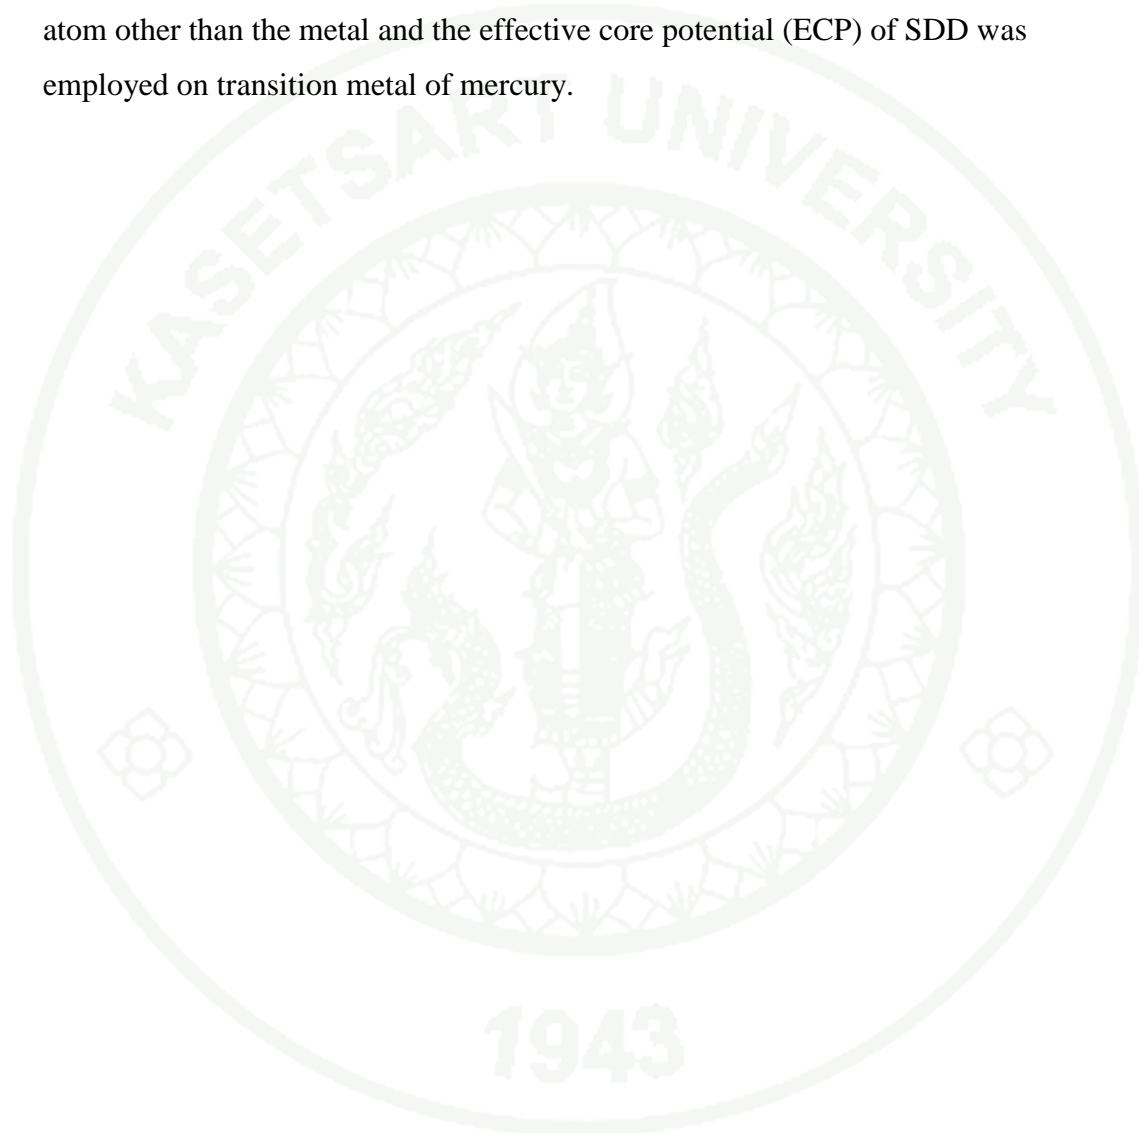 atom other than the metal and the effective core potential (ECP) of SDD was
employed on transition metal of mercury.
KASETSART UNIVERSITY
1943